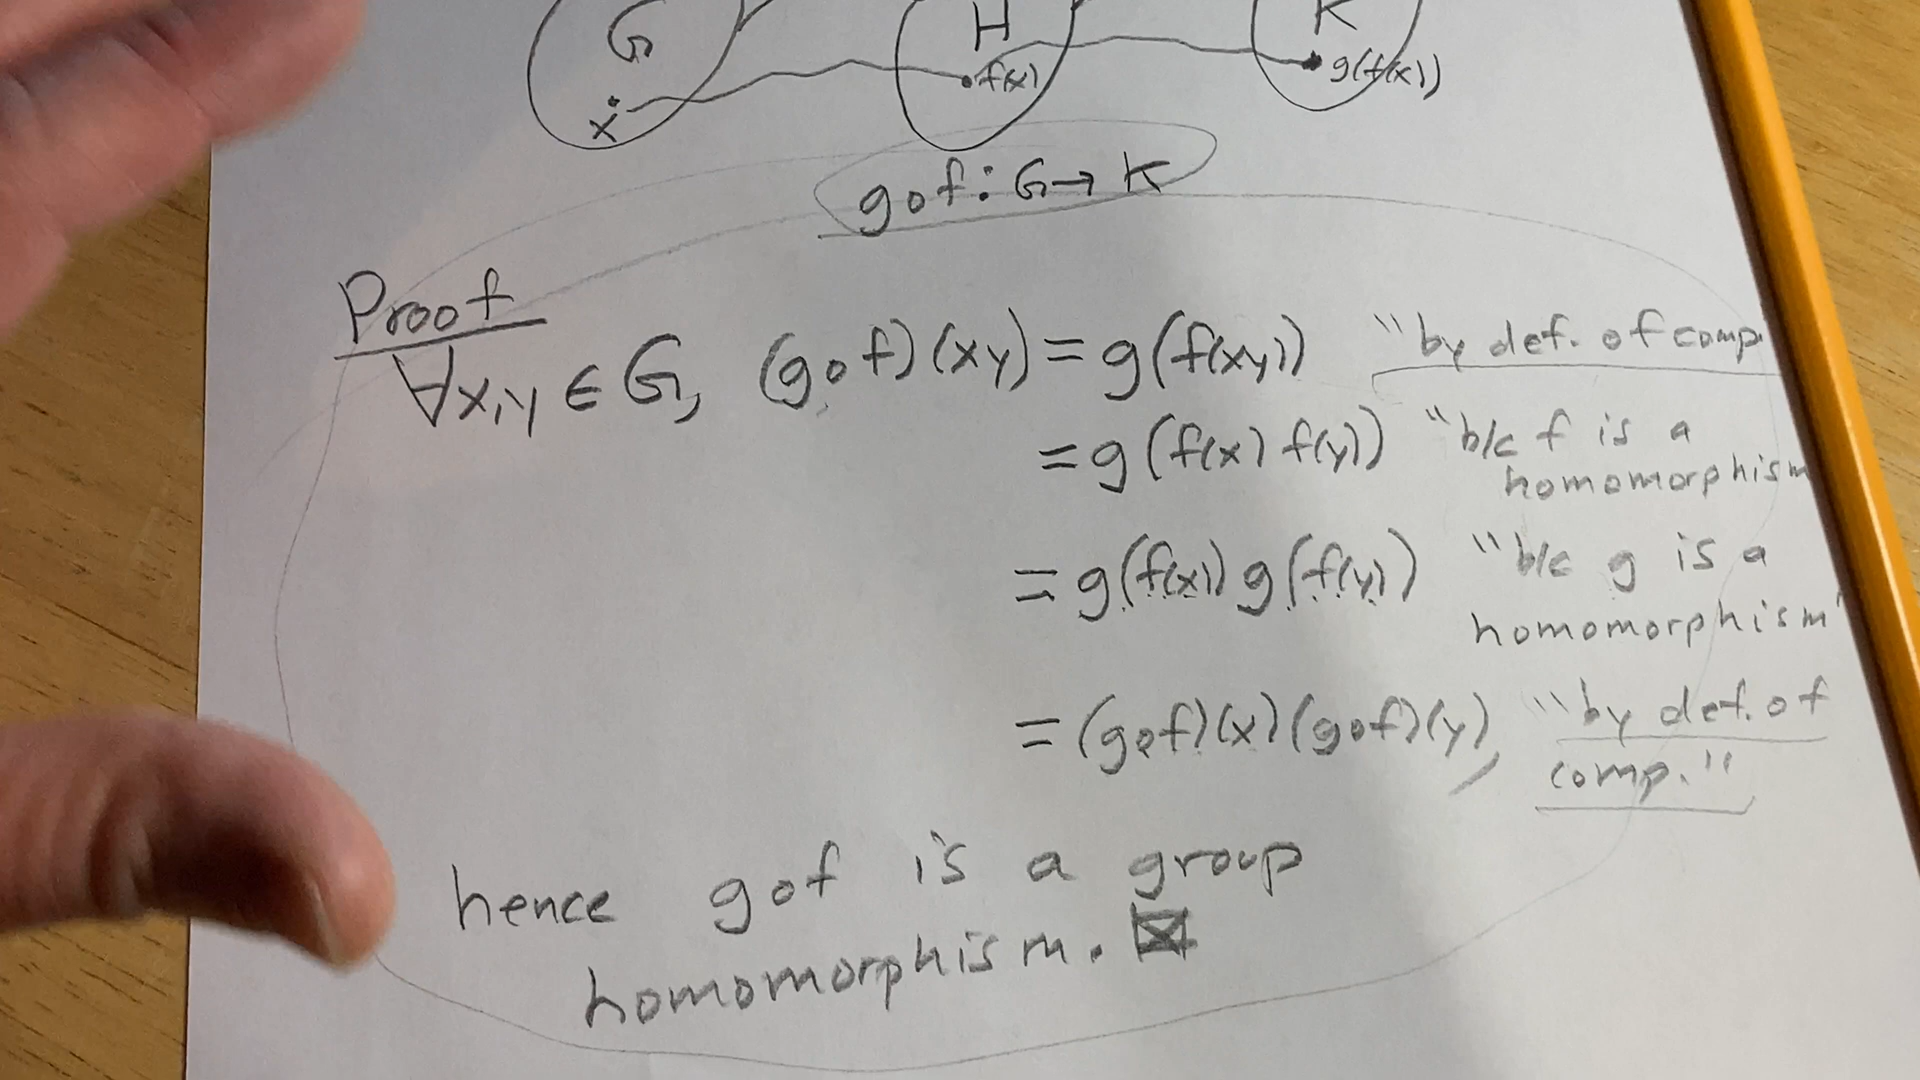 G H K
x f(x) g(f(x))
g∘f: G → K
Proof
∀x,y ∈ G, (g∘f)(xy) = g(f(xy)) "by def. of comp.
= g(f(x) f(y)) "b/c f is a
homomorphism
= g(f(x)) g(f(y)) "b/c g is a
homomorphism"
= (g∘f)(x)(g∘f)(y), "by def. of
comp."
hence g∘f is a group
homomorphism.